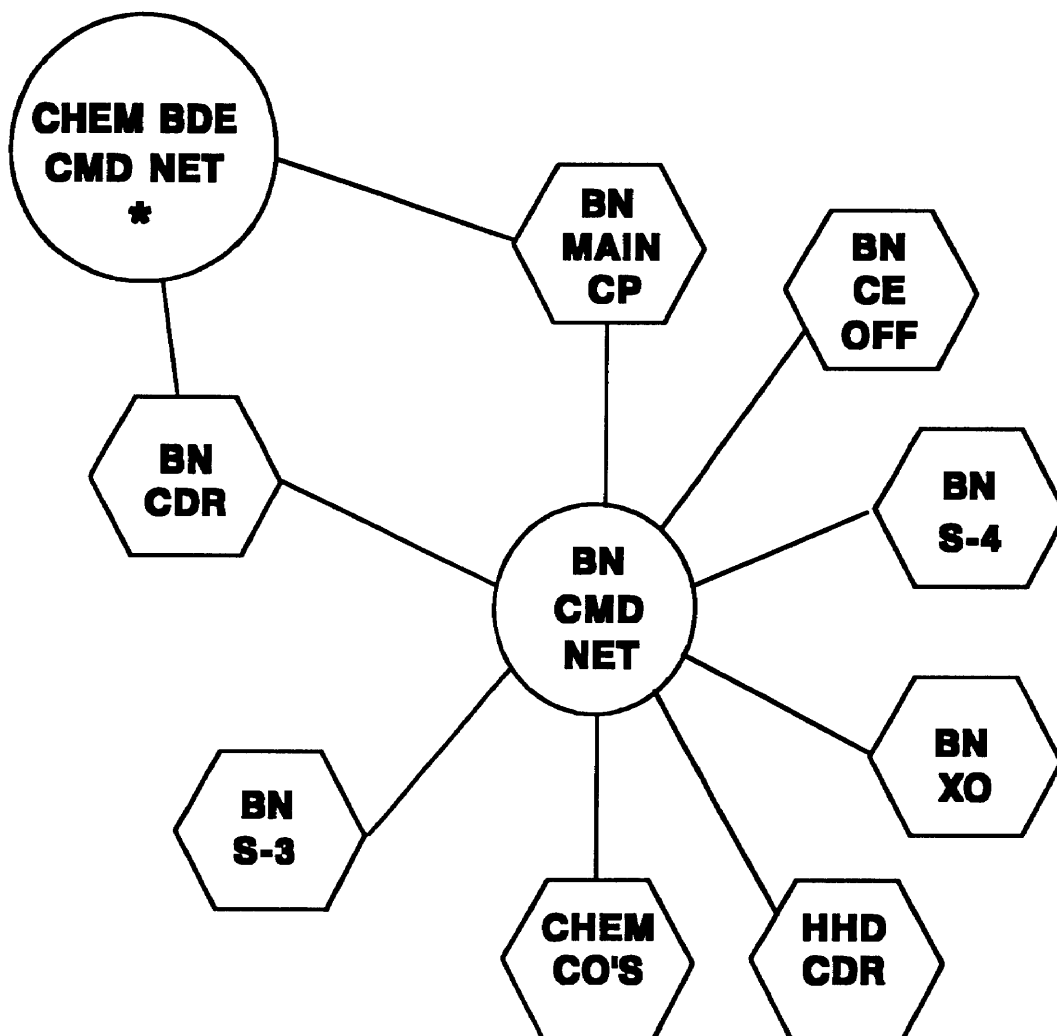 CHEM BDE
CMD NET
*
BN
MAIN
CP
BN
CE
OFF
BN
CDR
BN
S-4
BN
CMD
NET
BN
XO
BN
S-3
CHEM
CO'S
HHD
CDR